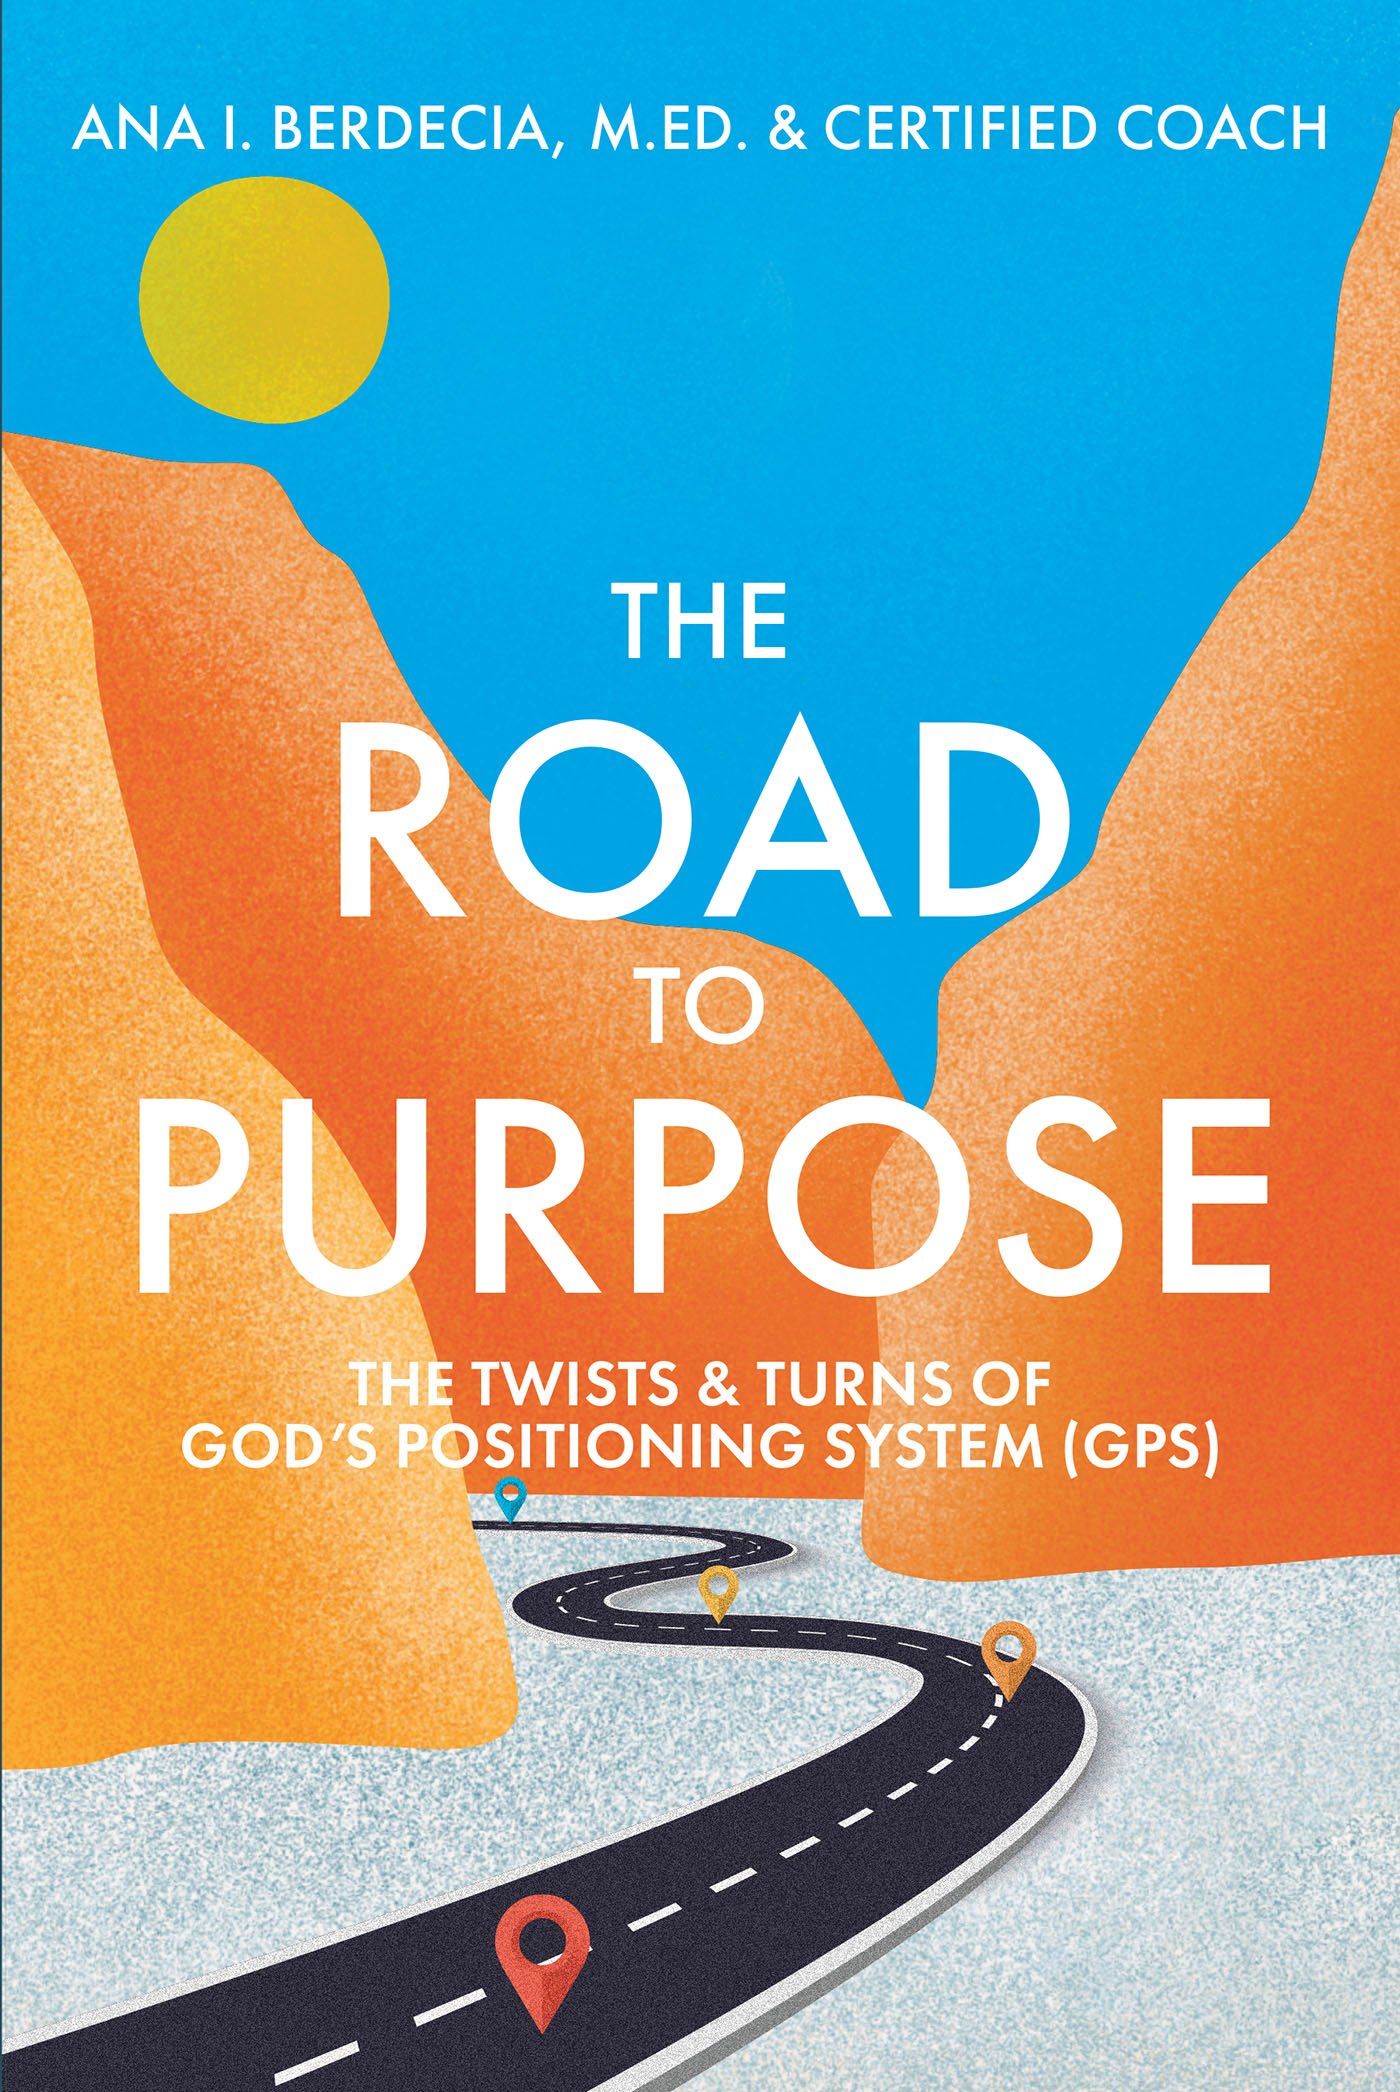 ANA I. BERDECIA, M.ED. & CERTIFIED COACH
THE
ROAD
TO
PURPOSE
THE TWISTS & TURNS OF
GOD'S POSITIONING SYSTEM (GPS)